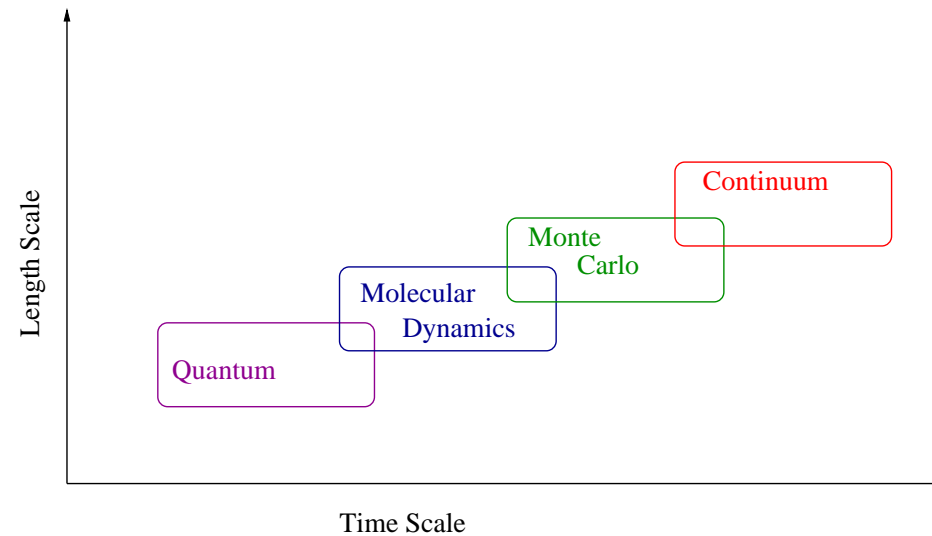 Continuum
Monte
Carlo
Molecular
Dynamics
Quantum
Length Scale
Time Scale